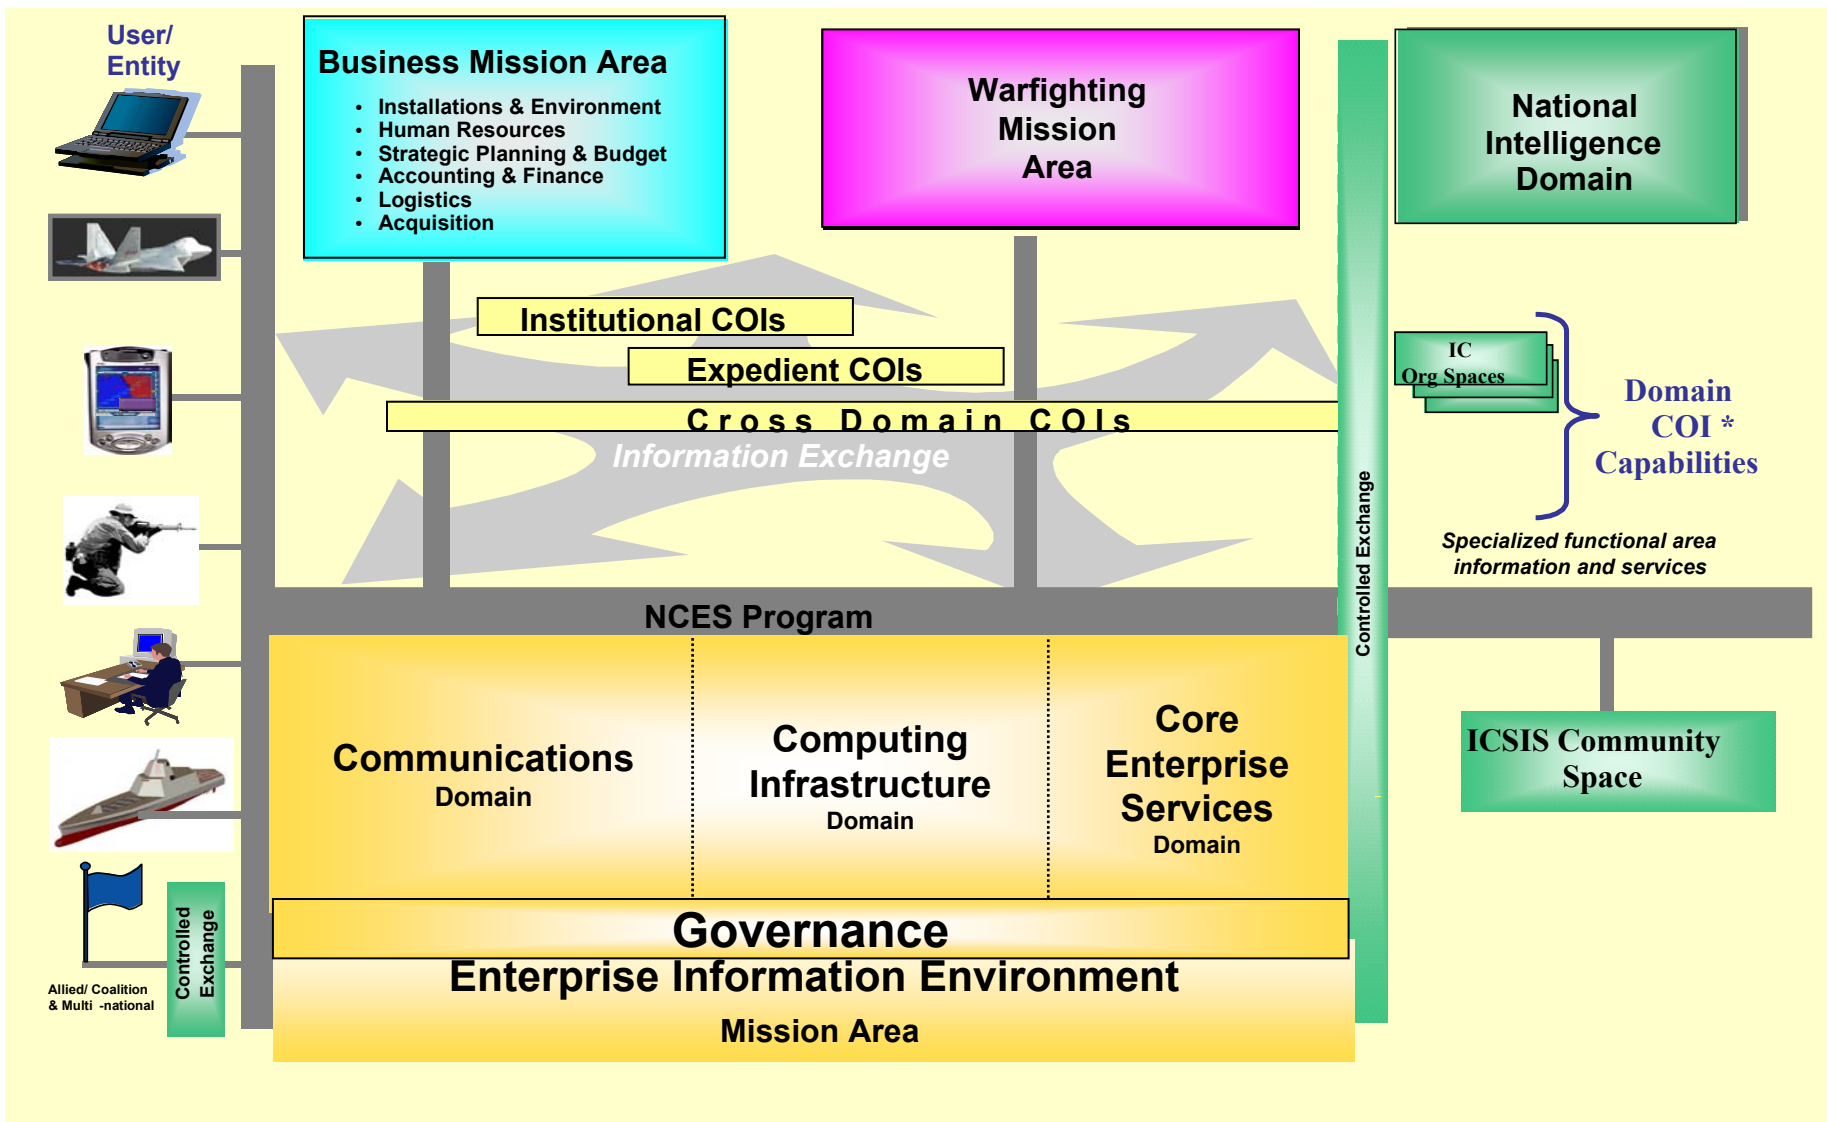 User/
Entity
Business Mission Area
• Installations & Environment
• Human Resources
• Strategic Planning & Budget
• Accounting & Finance
• Logistics
• Acquisition
Warfighting
Mission
Area
National
Intelligence
Domain
Institutional COIs
Expedient COIs
Cross Domain COIs
Information Exchange
IC
Org Spaces
Domain
COI *
Capabilities
Specialized functional area
information and services
Controlled Exchange
NCES Program
Communications
Domain
Computing
Infrastructure
Domain
Core
Enterprise
Services
Domain
ICSIS Community
Space
Governance
Enterprise Information Environment
Mission Area
Controlled
Exchange
Allied/ Coalition
& Multi -national